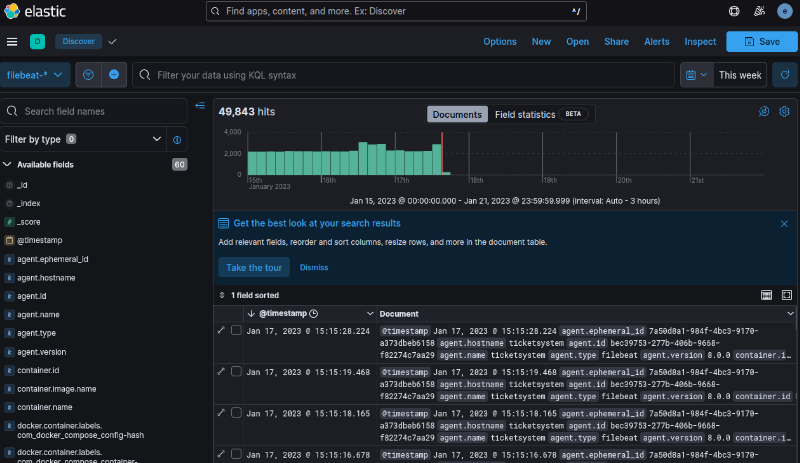 elastic
Find apps, content, and more. Ex: Discover
^/
e
D
Discover
Options New Open Share Alerts Inspect Save
filebeat-*
Filter your data using KQL syntax
This week
Search field names
Filter by type 0
Available fields 60
_id
_index
_score
@timestamp
agent.ephemeral_id
agent.hostname
agent.id
agent.name
agent.type
agent.version
container.id
container.image.name
container.name
docker.container.labels.
com_docker_compose_config-hash
docker.container.labels.
com_docker_compose_container-
49,843 hits
Documents Field statistics BETA
4,000
2,000
0
15th 16th 17th 18th 19th 20th 21st
January 2023
Jan 15, 2023 @ 00:00:00.000 - Jan 21, 2023 @ 23:59:59.999 (interval: Auto - 3 hours)
Get the best look at your search results
Add relevant fields, reorder and sort columns, resize rows, and more in the document table.
Take the tour Dismiss
1 field sorted
@timestamp Document
Jan 17, 2023 @ 15:15:28.224 @timestamp Jan 17, 2023 @ 15:15:28.224 agent.ephemeral_id 7a50d8a1-984f-4bc3-9170-
a373dbeb6158 agent.hostname ticketsystem agent.id bec39753-277b-406b-9668-
f82274c7aa29 agent.name ticketsystem agent.type filebeat agent.version 8.0.0 container.i…
Jan 17, 2023 @ 15:15:19.468 @timestamp Jan 17, 2023 @ 15:15:19.468 agent.ephemeral_id 7a50d8a1-984f-4bc3-9170-
a373dbeb6158 agent.hostname ticketsystem agent.id bec39753-277b-406b-9668-
f82274c7aa29 agent.name ticketsystem agent.type filebeat agent.version 8.0.0 container.id
Jan 17, 2023 @ 15:15:18.165 @timestamp Jan 17, 2023 @ 15:15:18.165 agent.ephemeral_id 7a50d8a1-984f-4bc3-9170-
a373dbeb6158 agent.hostname ticketsystem agent.id bec39753-277b-406b-9668-
f82274c7aa29 agent.name ticketsystem agent.type filebeat agent.version 8.0.0 container.i…
Jan 17, 2023 @ 15:15:16.678 @timestamp Jan 17, 2023 @ 15:15:16.678 agent.ephemeral_id 7a50d8a1-984f-4bc3-9170-